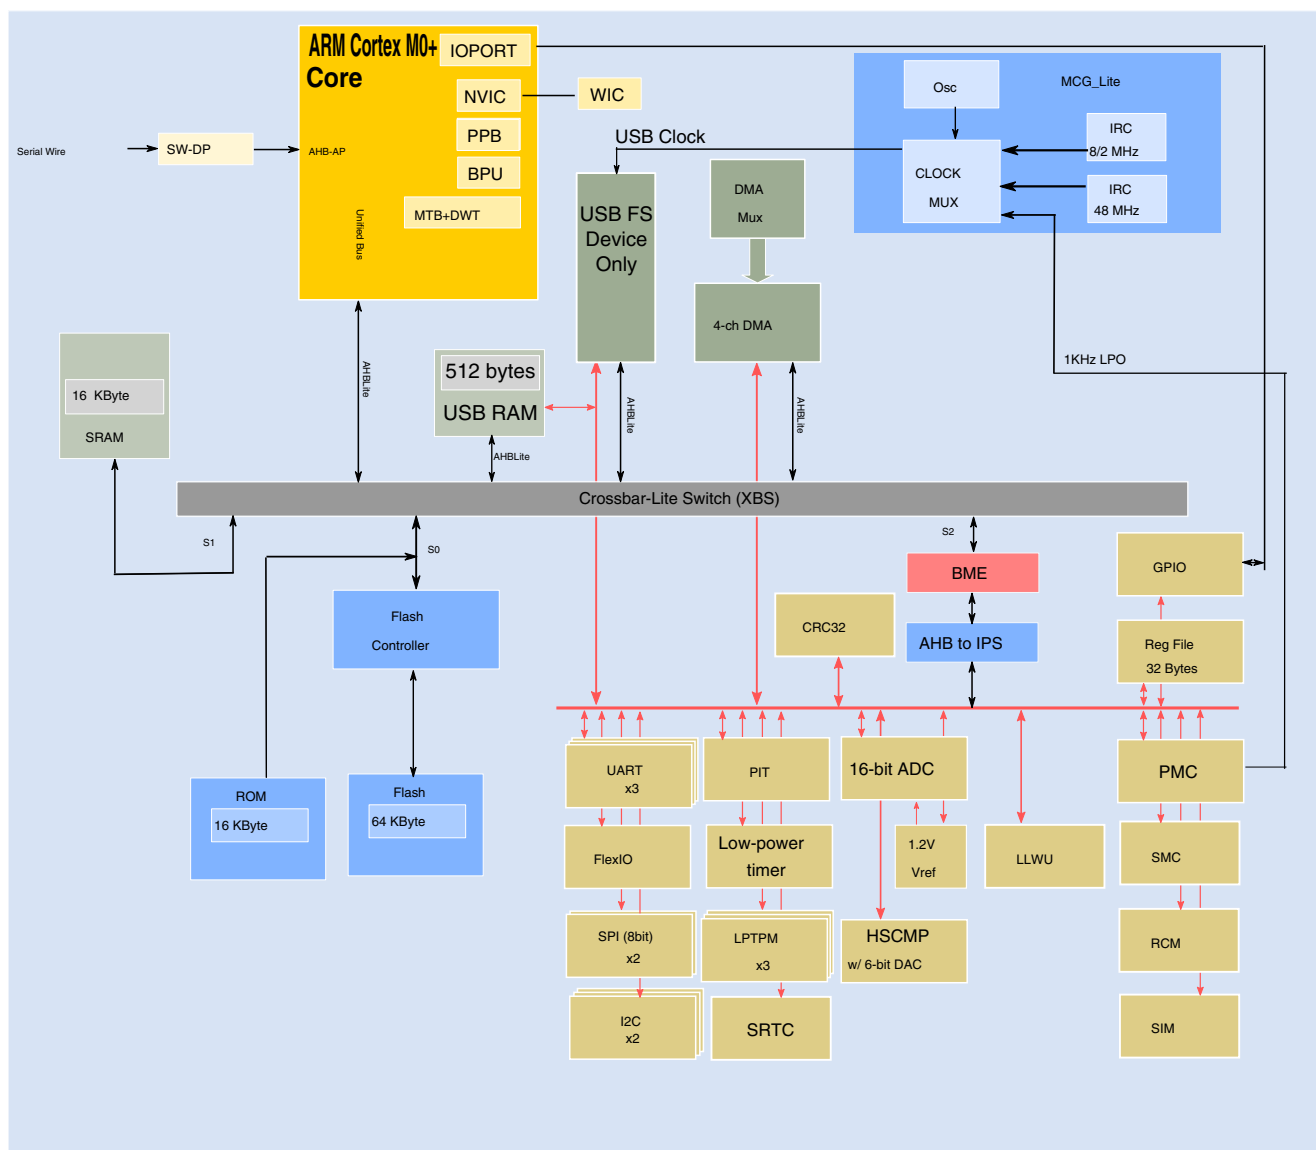 ARM Cortex M0+
Core
IOPORT
NVIC
WIC
PPB
BPU
MTB+DWT
AHB-AP
Unified Bus
Serial Wire
SW-DP
USB Clock
USB FS
Device
Only
DMA
Mux
4-ch DMA
MCG_Lite
Osc
CLOCK
MUX
IRC
8/2 MHz
IRC
48 MHz
1KHz LPO
16 KByte
SRAM
AHBLite
512 bytes
USB RAM
AHBLite
AHBLite
AHBLite
Crossbar-Lite Switch (XBS)
S1
S0
S2
Flash
Controller
ROM
16 KByte
Flash
64 KByte
BME
AHB to IPS
CRC32
GPIO
Reg File
32 Bytes
UART
x3
PIT
16-bit ADC
PMC
FlexIO
Low-power
timer
1.2V
Vref
LLWU
SMC
SPI (8bit)
x2
LPTPM
x3
HSCMP
w/ 6-bit DAC
RCM
I2C
x2
SRTC
SIM